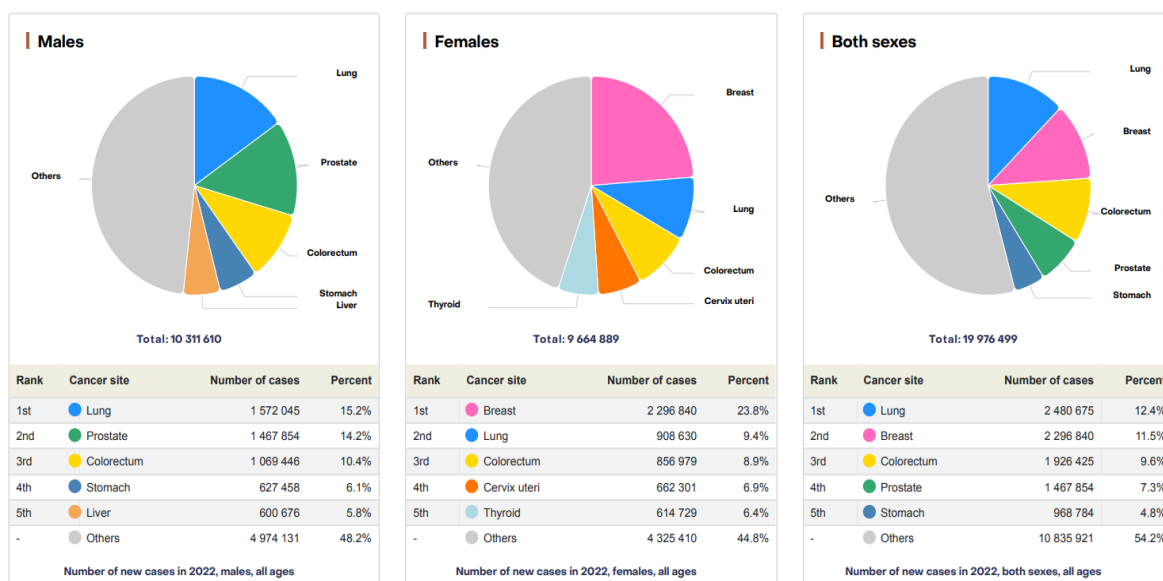 Males
Lung
Prostate
Others
Colorectum
Stomach
Liver
Total: 10 311 610
Rank Cancer site Number of cases Percent
1st Lung 1 572 045 15.2%
2nd Prostate 1 467 854 14.2%
3rd Colorectum 1 069 446 10.4%
4th Stomach 627 458 6.1%
5th Liver 600 676 5.8%
- Others 4 974 131 48.2%
Number of new cases in 2022, males, all ages
Females
Breast
Others
Lung
Colorectum
Cervix uteri
Thyroid
Total: 9 664 889
Rank Cancer site Number of cases Percent
1st Breast 2 296 840 23.8%
2nd Lung 908 630 9.4%
3rd Colorectum 856 979 8.9%
4th Cervix uteri 662 301 6.9%
5th Thyroid 614 729 6.4%
- Others 4 325 410 44.8%
Number of new cases in 2022, females, all ages
Both sexes
Lung
Breast
Others
Colorectum
Prostate
Stomach
Total: 19 976 499
Rank Cancer site Number of cases Percent
1st Lung 2 480 675 12.4%
2nd Breast 2 296 840 11.5%
3rd Colorectum 1 926 425 9.6%
4th Prostate 1 467 854 7.3%
5th Stomach 968 784 4.8%
- Others 10 835 921 54.2%
Number of new cases in 2022, both sexes, all ages